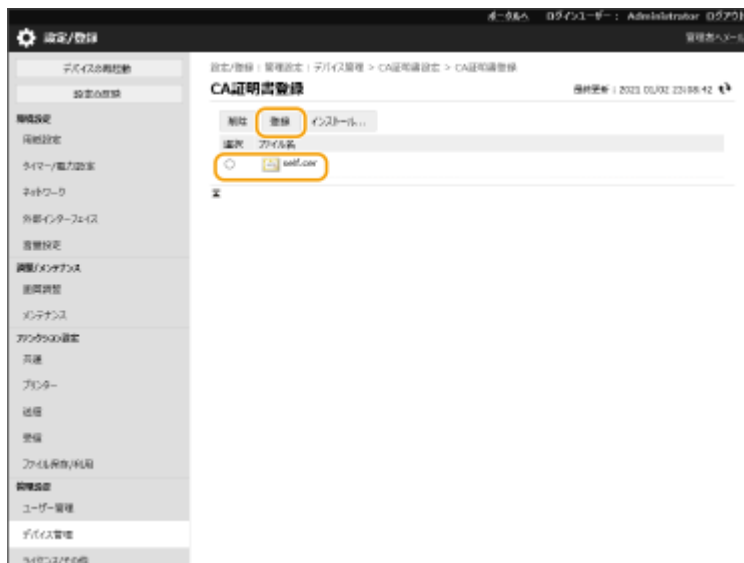 ポータルへ ログインユーザー： Administrator ログアウト
設定/登録
管理者へメール
デバイスの再起動
設定の反映
設定/登録：管理設定：デバイス管理 > CA証明書設定 > CA証明書登録
CA証明書登録
最終更新：2021 01/02 23:08:42
環境設定
用紙設定
タイマー/電力設定
ネットワーク
外部インターフェイス
音量設定
調整/メンテナンス
画質調整
メンテナンス
ファンクション設定
共通
プリンター
送信
受信
ファイル保存/利用
管理設定
ユーザー管理
デバイス管理
ライセンス/その他
削除 登録 インストール...
選択 ファイル名
self.cer